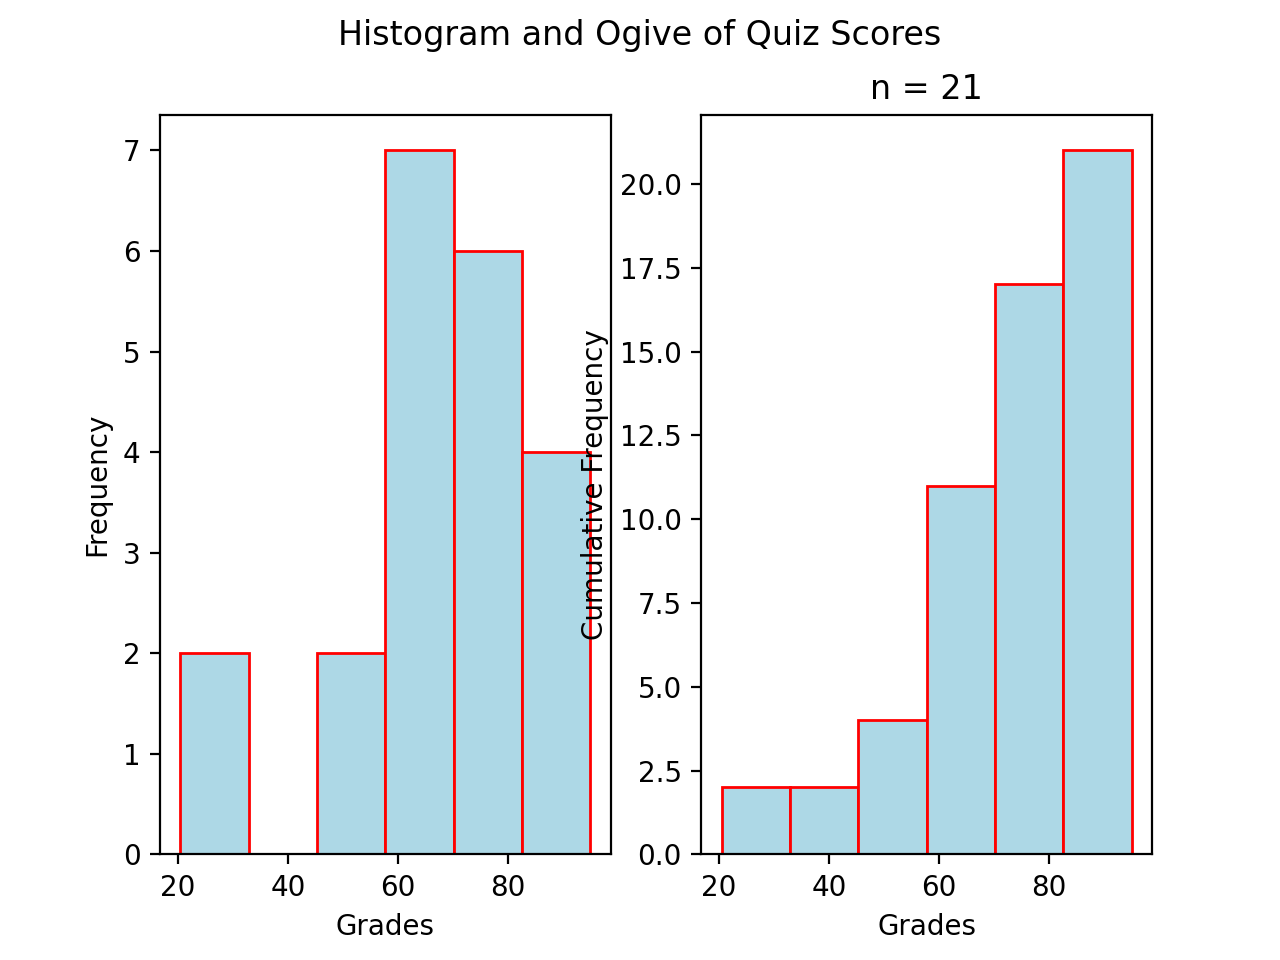 Histogram and Ogive of Quiz Scores
n = 21
7
6
5
4
3
2
1
0
Frequency
20 40 60 80
Grades
20.0
17.5
15.0
12.5
10.0
7.5
5.0
2.5
0.0
Cumulative Frequency
20 40 60 80
Grades